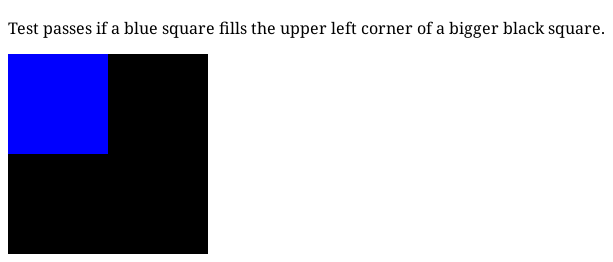 Test passes if a blue square fills the upper left corner of a bigger black square.